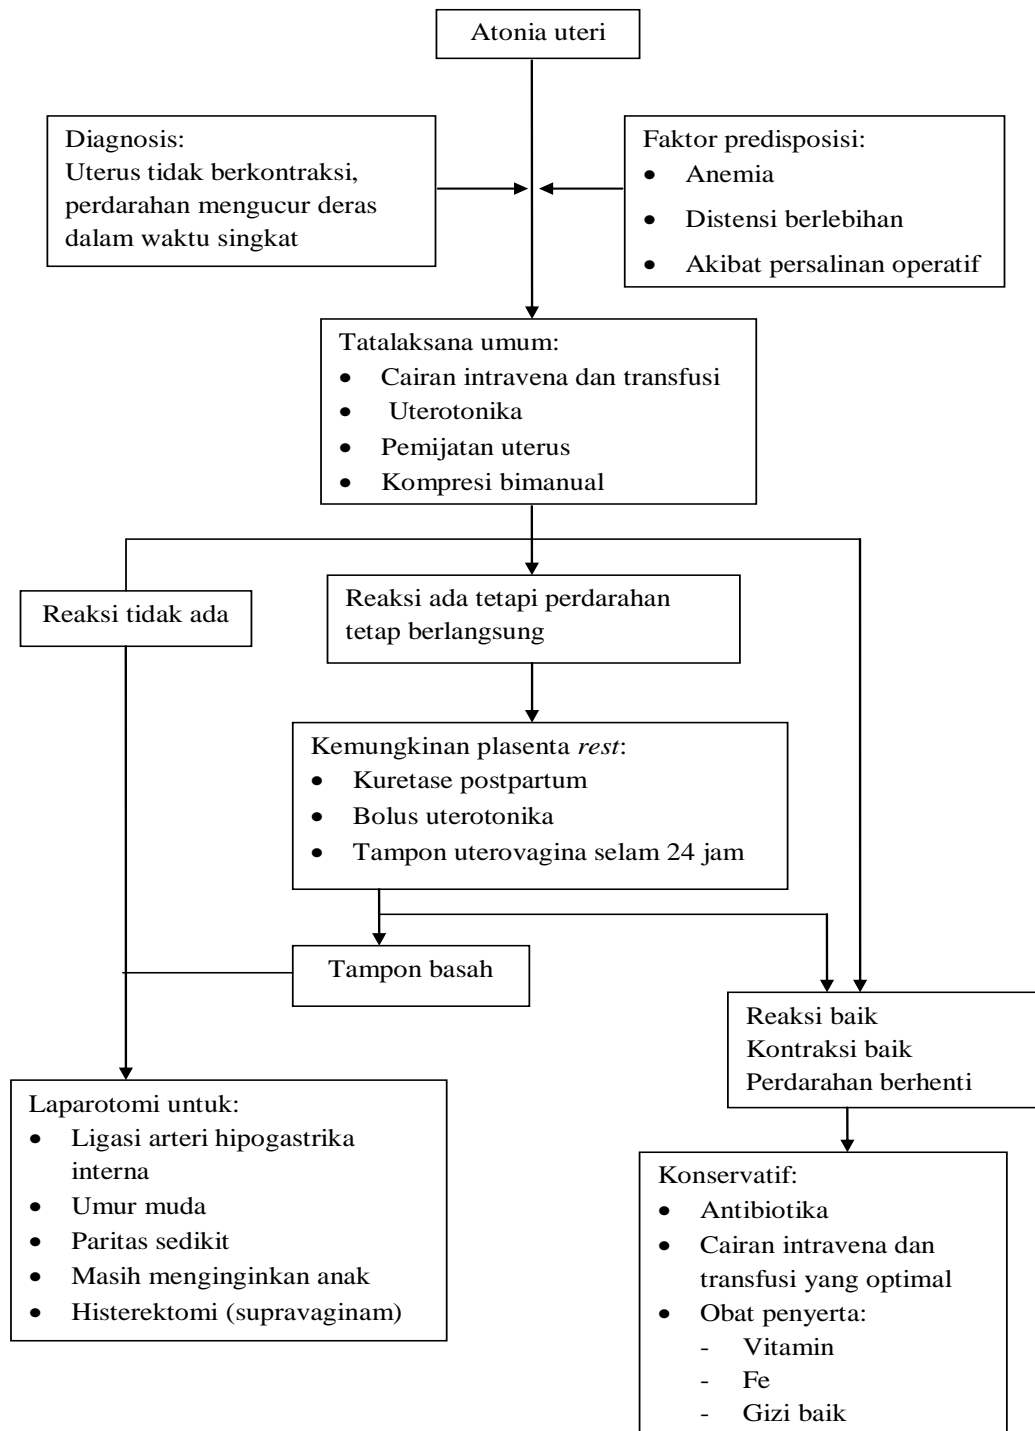 Atonia uteri
Diagnosis:
Uterus tidak berkontraksi,
perdarahan mengucur deras
dalam waktu singkat
Faktor predisposisi:
• Anemia
• Distensi berlebihan
• Akibat persalinan operatif
Tatalaksana umum:
• Cairan intravena dan transfusi
• Uterotonika
• Pemijatan uterus
• Kompresi bimanual
Reaksi tidak ada
Reaksi ada tetapi perdarahan
tetap berlangsung
Kemungkinan plasenta rest:
• Kuretase postpartum
• Bolus uterotonika
• Tampon uterovagina selam 24 jam
Tampon basah
Reaksi baik
Kontraksi baik
Perdarahan berhenti
Laparotomi untuk:
• Ligasi arteri hipogastrika
interna
• Umur muda
• Paritas sedikit
• Masih menginginkan anak
• Histerektomi (supravaginam)
Konservatif:
• Antibiotika
• Cairan intravena dan
transfusi yang optimal
• Obat penyerta:
- Vitamin
- Fe
- Gizi baik